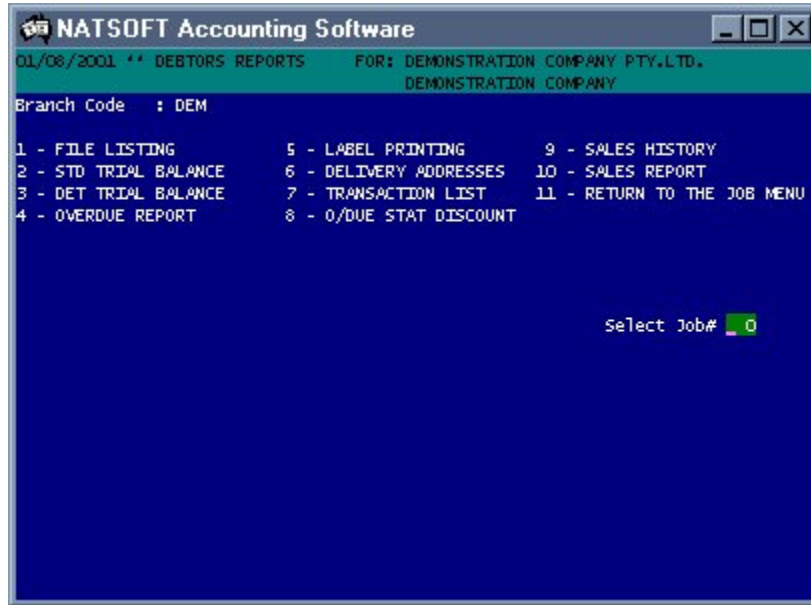 NATSOFT Accounting Software
01/08/2001 ** DEBTORS REPORTS FOR: DEMONSTRATION COMPANY PTY.LTD.
DEMONSTRATION COMPANY
Branch Code : DEM
1 - FILE LISTING 5 - LABEL PRINTING 9 - SALES HISTORY
2 - STD TRIAL BALANCE 6 - DELIVERY ADDRESSES 10 - SALES REPORT
3 - DET TRIAL BALANCE 7 - TRANSACTION LIST 11 - RETURN TO THE JOB MENU
4 - OVERDUE REPORT 8 - O/DUE STAT DISCOUNT
Select Job# _ 0